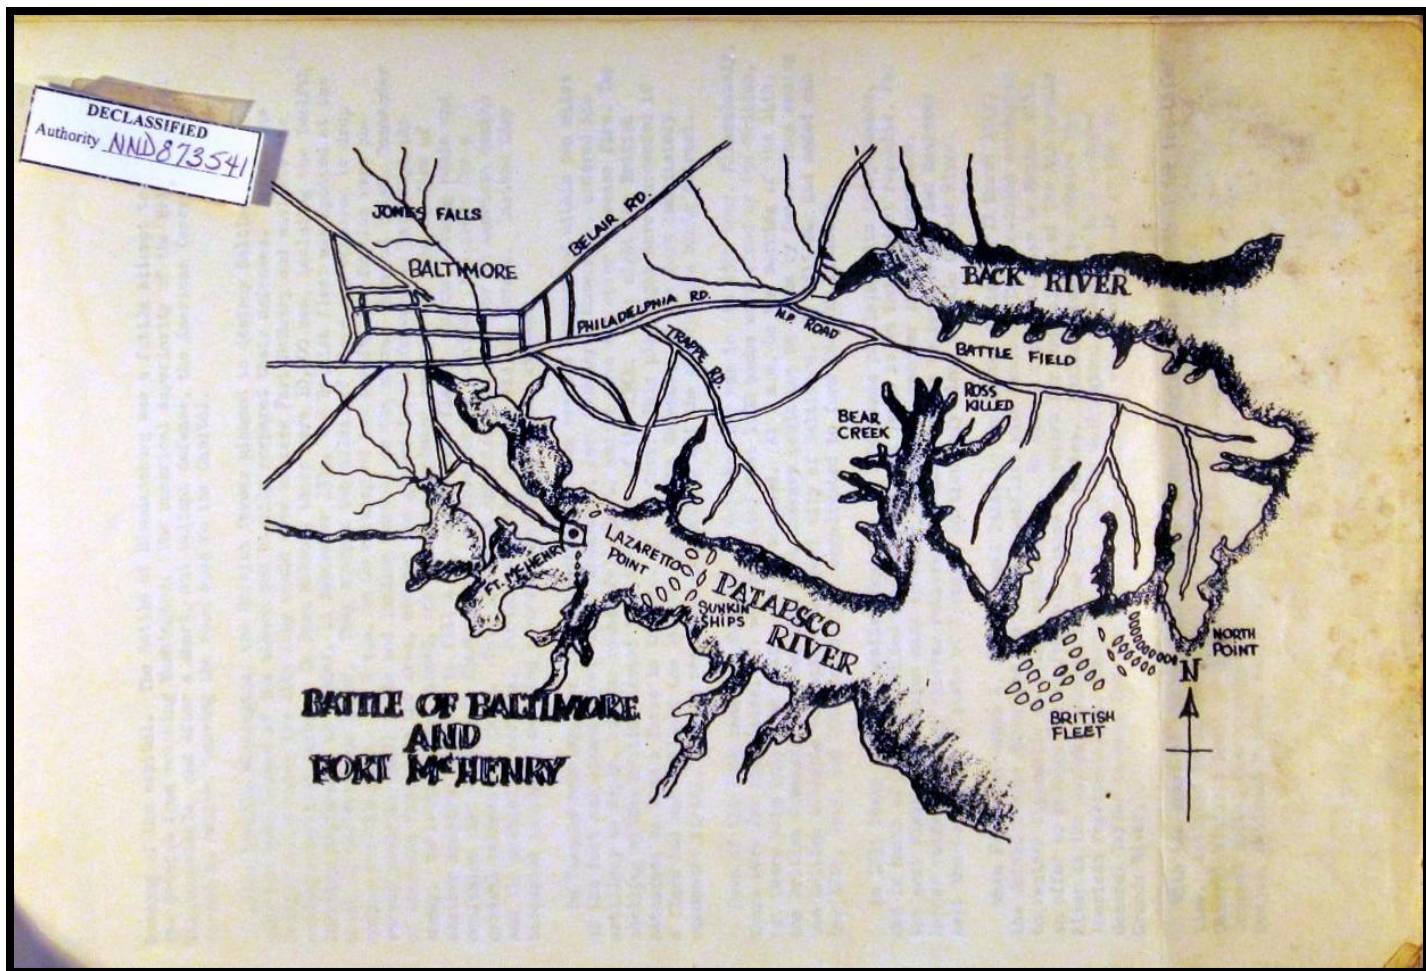 DECLASSIFIED
Authority NND873541
JONES FALLS
BALTIMORE
BELAIR RD.
PHILADELPHIA RD.
N.P. ROAD
TRAPPE RD.
BACK RIVER
BATTLE FIELD
ROSS
KILLED
BEAR
CREEK
FT. McHENRY
LAZARETTO
POINT
SUNKIN
SHIPS
PATAPSCO
RIVER
NORTH
POINT
N
BRITISH
FLEET
BATTLE OF BALTIMORE
AND
FORT McHENRY